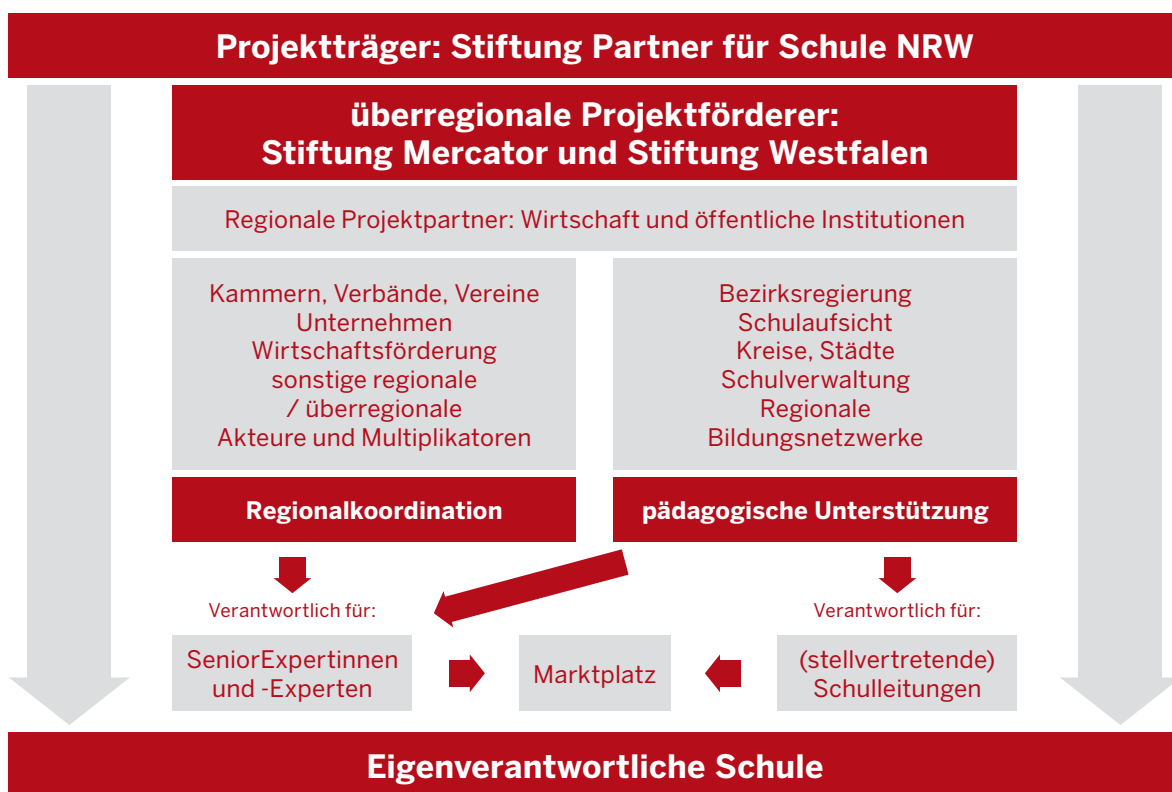 Projektträger: Stiftung Partner für Schule NRW
überregionale Projektförderer:
Stiftung Mercator und Stiftung Westfalen
Regionale Projektpartner: Wirtschaft und öffentliche Institutionen
Kammern, Verbände, Vereine
Unternehmen
Wirtschaftsförderung
sonstige regionale
/ überregionale
Akteure und Multiplikatoren
Bezirksregierung
Schulaufsicht
Kreise, Städte
Schulverwaltung
Regionale
Bildungsnetzwerke
Regionalkoordination
pädagogische Unterstützung
Verantwortlich für:
Verantwortlich für:
SeniorExpertinnen
und -Experten
Marktplatz
(stellvertretende)
Schulleitungen
Eigenverantwortliche Schule